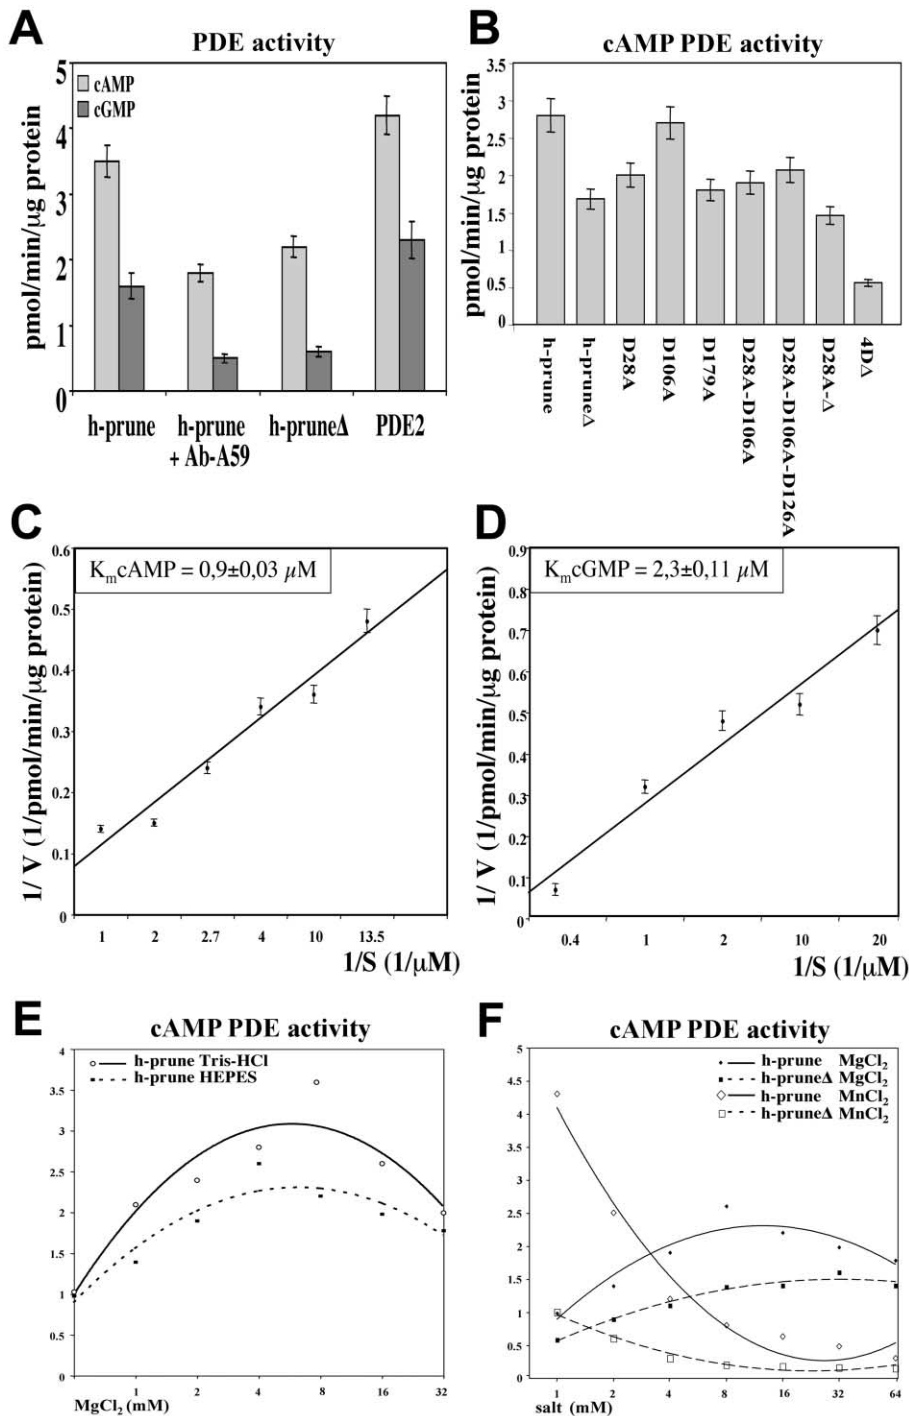 A
PDE activity
cAMP
cGMP
pmol/min/µg protein
5
4
3
2
1
0
h-prune
h-prune
+ Ab-A59
h-pruneΔ
PDE2
B
cAMP PDE activity
pmol/min/µg protein
3.5
3
2.5
2
1.5
1
0.5
0
h-prune
h-pruneΔ
D28A
D106A
D179A
D28A-D106A
D28A-D106A-D126A
D28A-Δ
4DΔ
C
KmcAMP = 0,9±0,03 µM
1/ V (1/pmol/min/µg protein)
0.6
0.5
0.4
0.3
0.2
0.1
0
1 2 2.7 4 10 13.5
1/S (1/µM)
D
KmcGMP = 2,3±0,11 µM
1/ V (1/pmol/min/µg protein)
0.9
0.8
0.7
0.6
0.5
0.4
0.3
0.2
0.1
0
0.4 1 2 10 20
1/S (1/µM)
E
cAMP PDE activity
h-prune Tris-HCl
h-prune HEPES
4
3.5
3
2.5
2
1.5
1
0.5
0
1 2 4 8 16 32
MgCl2 (mM)
F
cAMP PDE activity
h-prune MgCl2
h-pruneΔ MgCl2
h-prune MnCl2
h-pruneΔ MnCl2
5
4.5
4
3.5
3
2.5
2
1.5
1
0.5
0
1 2 4 8 16 32 64
salt (mM)